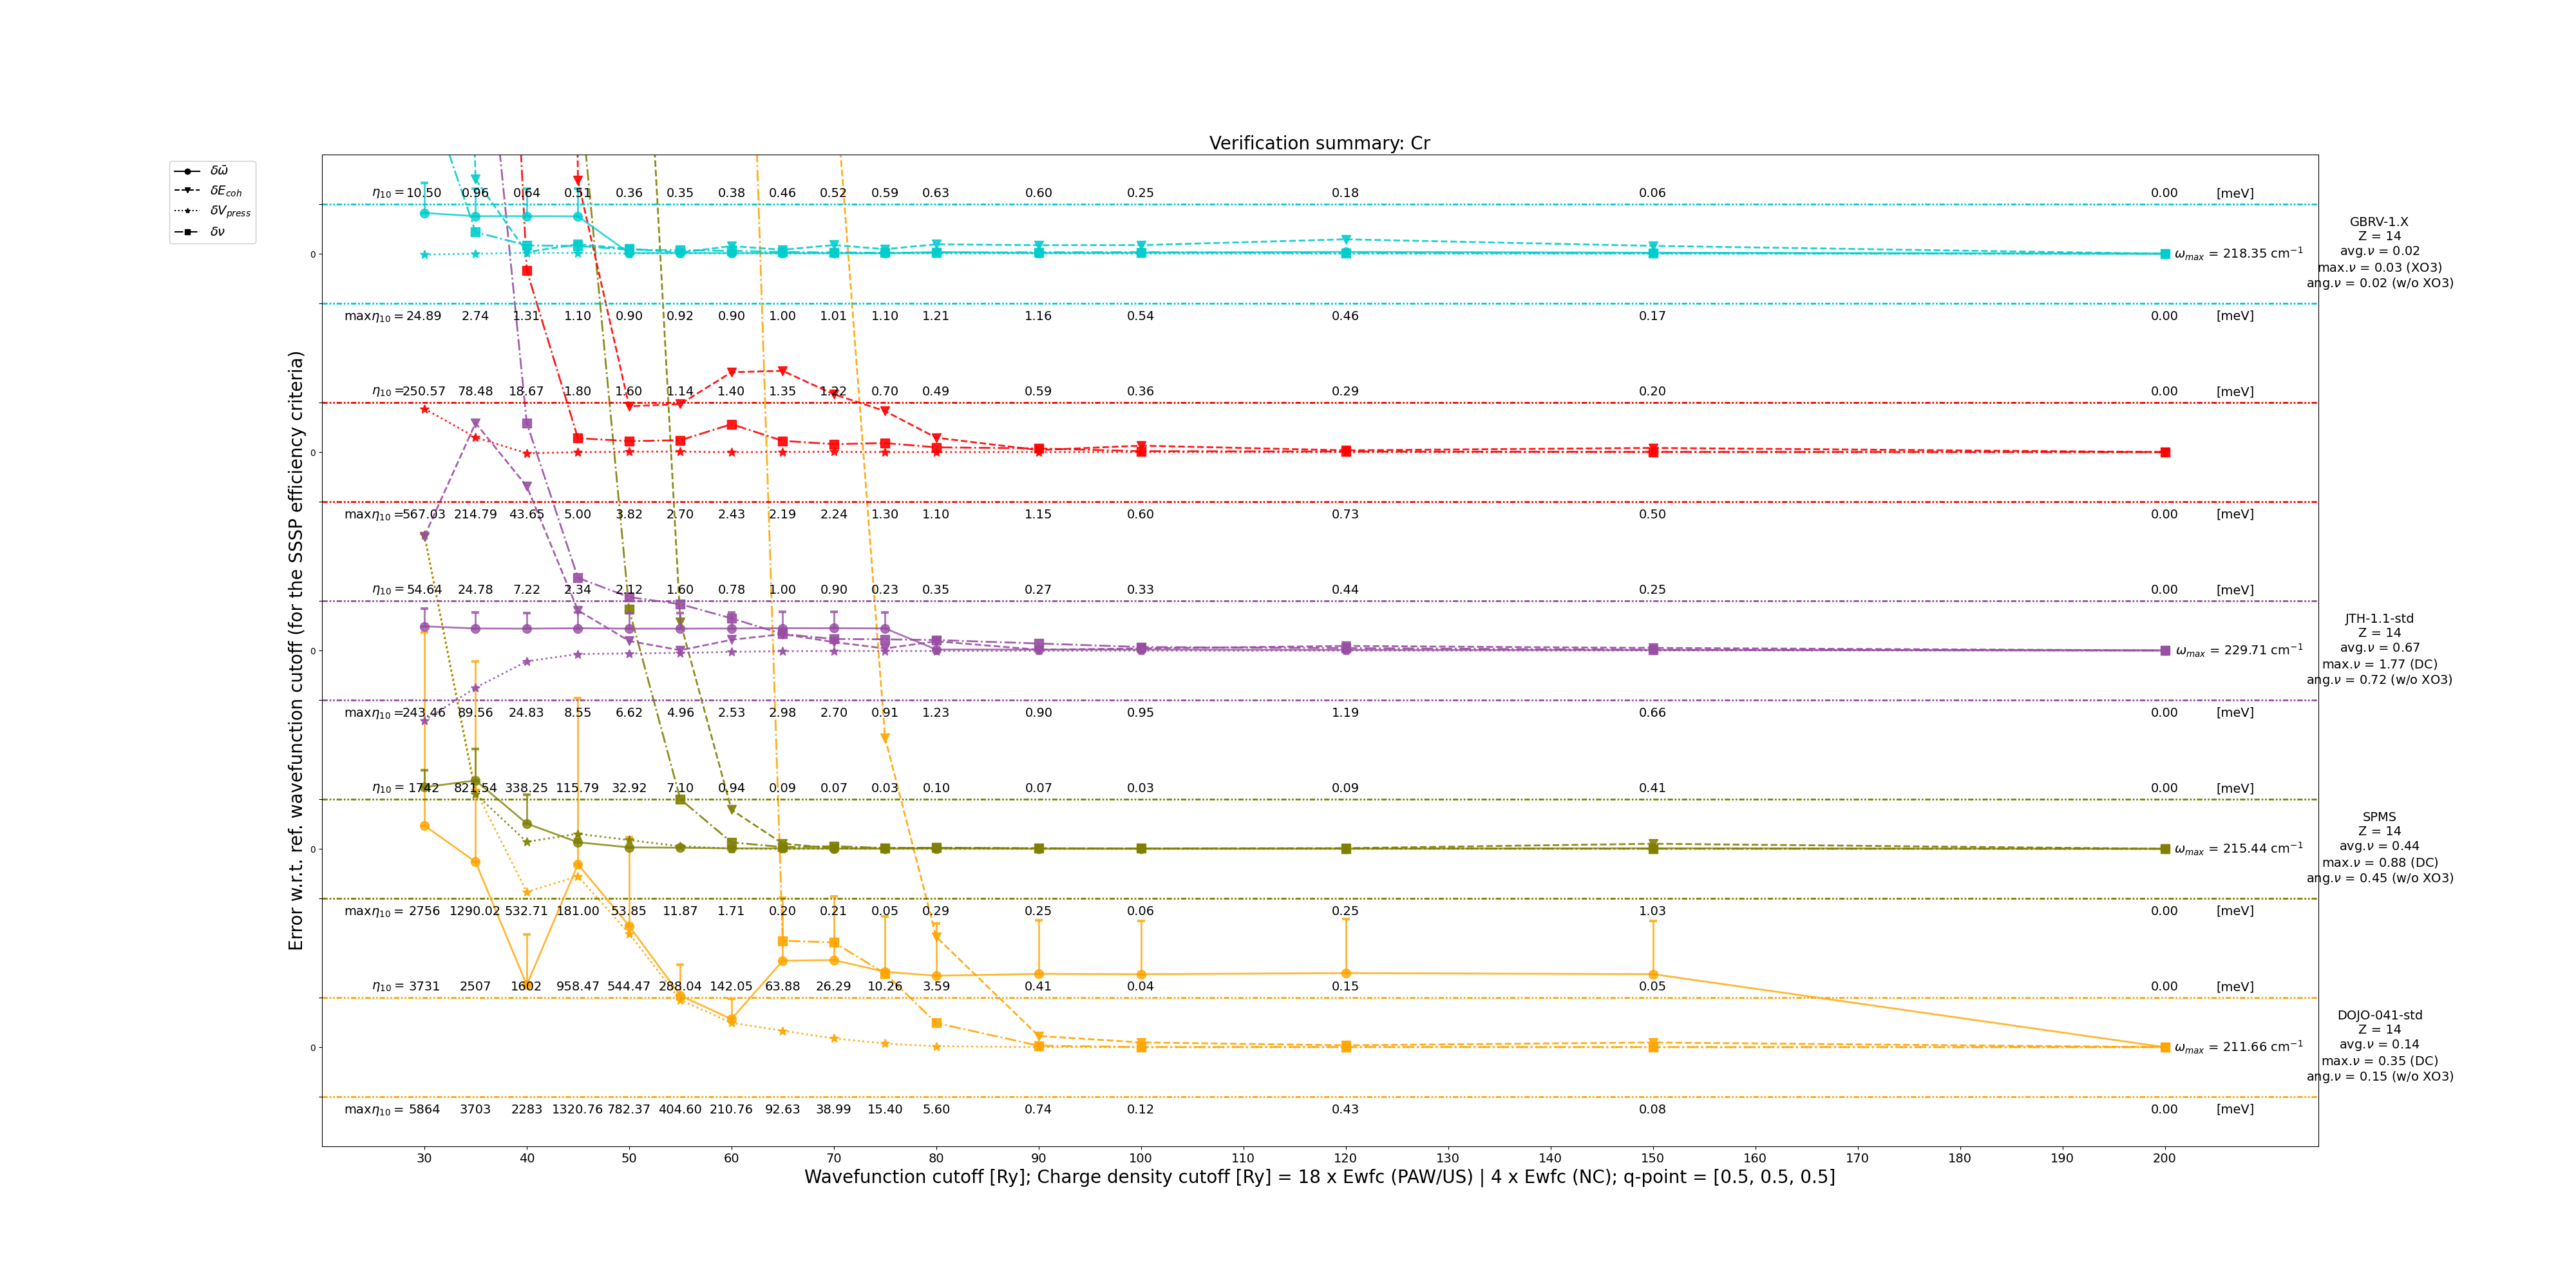 Verification summary: Cr
δω̄
δE_coh
δV_press
δν
Error w.r.t. ref. wavefunction cutoff (for the SSSP efficiency criteria)
η₁₀ = 10.50 0.96 0.64 0.51 0.36 0.35 0.38 0.46 0.52 0.59 0.63 0.60 0.25 0.18 0.06 0.00 [meV]
0
ω_max = 218.35 cm⁻¹
GBRV-1.X
Z = 14
avg.ν = 0.02
max.ν = 0.03 (XO3)
ang.ν = 0.02 (w/o XO3)
maxη₁₀ = 24.89 2.74 1.31 1.10 0.90 0.92 0.90 1.00 1.01 1.10 1.21 1.16 0.54 0.46 0.17 0.00 [meV]
η₁₀ = 250.57 78.48 18.67 1.80 1.60 1.14 1.40 1.35 1.22 0.70 0.49 0.59 0.36 0.29 0.20 0.00 [meV]
0
maxη₁₀ = 567.03 214.79 43.65 5.00 3.82 2.70 2.43 2.19 2.24 1.30 1.10 1.15 0.60 0.73 0.50 0.00 [meV]
η₁₀ = 54.64 24.78 7.22 2.34 2.12 1.60 0.78 1.00 0.90 0.23 0.35 0.27 0.33 0.44 0.25 0.00 [meV]
0
ω_max = 229.71 cm⁻¹
JTH-1.1-std
Z = 14
avg.ν = 0.67
max.ν = 1.77 (DC)
ang.ν = 0.72 (w/o XO3)
maxη₁₀ = 243.46 89.56 24.83 8.55 6.62 4.96 2.53 2.98 2.70 0.91 1.23 0.90 0.95 1.19 0.66 0.00 [meV]
η₁₀ = 1742 821.54 338.25 115.79 32.92 7.10 0.94 0.09 0.07 0.03 0.10 0.07 0.03 0.09 0.41 0.00 [meV]
0
ω_max = 215.44 cm⁻¹
SPMS
Z = 14
avg.ν = 0.44
max.ν = 0.88 (DC)
ang.ν = 0.45 (w/o XO3)
maxη₁₀ = 2756 1290.02 532.71 181.00 53.85 11.87 1.71 0.20 0.21 0.05 0.29 0.25 0.06 0.25 1.03 0.00 [meV]
η₁₀ = 3731 2507 1602 958.47 544.47 288.04 142.05 63.88 26.29 10.26 3.59 0.41 0.04 0.15 0.05 0.00 [meV]
0
ω_max = 211.66 cm⁻¹
DOJO-041-std
Z = 14
avg.ν = 0.14
max.ν = 0.35 (DC)
ang.ν = 0.15 (w/o XO3)
maxη₁₀ = 5864 3703 2283 1320.76 782.37 404.60 210.76 92.63 38.99 15.40 5.60 0.74 0.12 0.43 0.08 0.00 [meV]
30 40 50 60 70 80 90 100 110 120 130 140 150 160 170 180 190 200
Wavefunction cutoff [Ry]; Charge density cutoff [Ry] = 18 x Ewfc (PAW/US) | 4 x Ewfc (NC); q-point = [0.5, 0.5, 0.5]